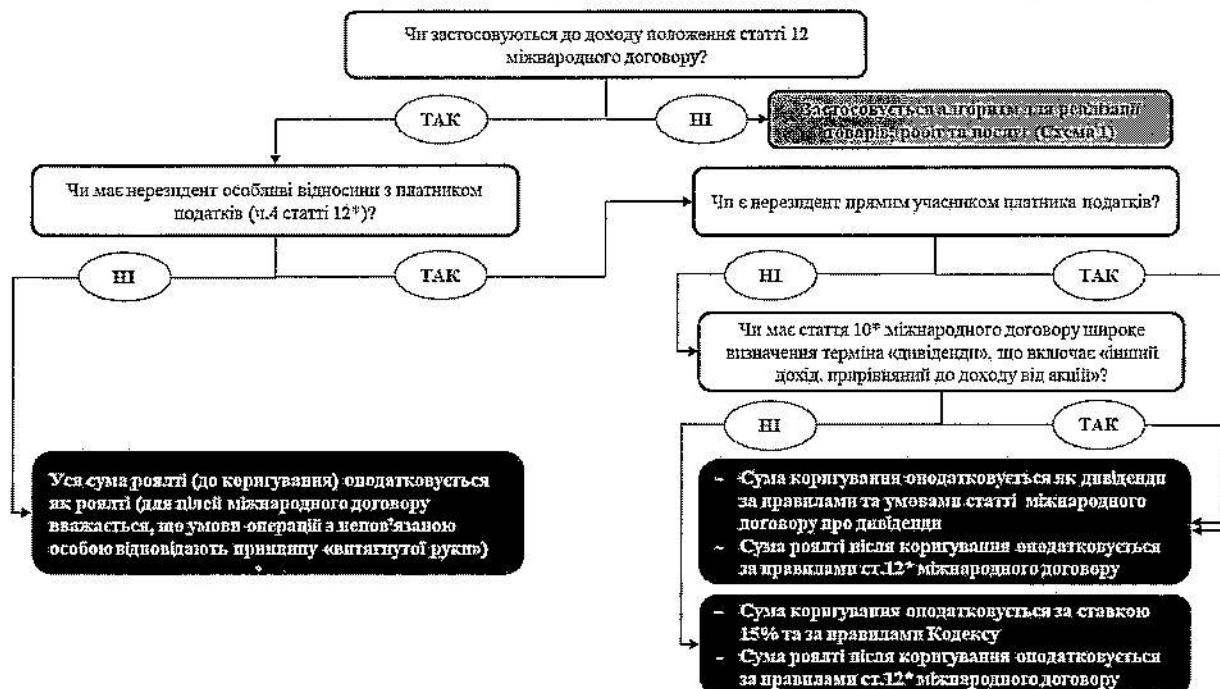 Чи застосовуються до доходу положення статті 12
міжнародного договору?
ТАК
НІ
Застосовується алгоритм для реалізації
товарів, робіт та послуг (Схема 1)
Чи має нерезидент особливі відносини з платником
податків (ч.4 статті 12*)?
Чи є нерезидент прямим учасником платника податків?
НІ
ТАК
НІ
ТАК
Чи має стаття 10* міжнародного договору широке
визначення терміна «дивіденди», що включає «інший
дохід, прирівняний до доходу від акцій»?
НІ
ТАК
Уся сума роялті (до коригування) оподатковується
як роялті (для цілей міжнародного договору
вважається, що умови операцій з непов’язаною
особою відповідають принципу «витягнутої руки»)
- Сума коригування оподатковується як дивіденди
за правилами та умовами статті міжнародного
договору про дивіденди
- Сума роялті після коригування оподатковується
за правилами ст.12* міжнародного договору
- Сума коригування оподатковується за ставкою
15% та за правилами Кодексу
- Сума роялті після коригування оподатковується
за правилами ст.12* міжнародного договору